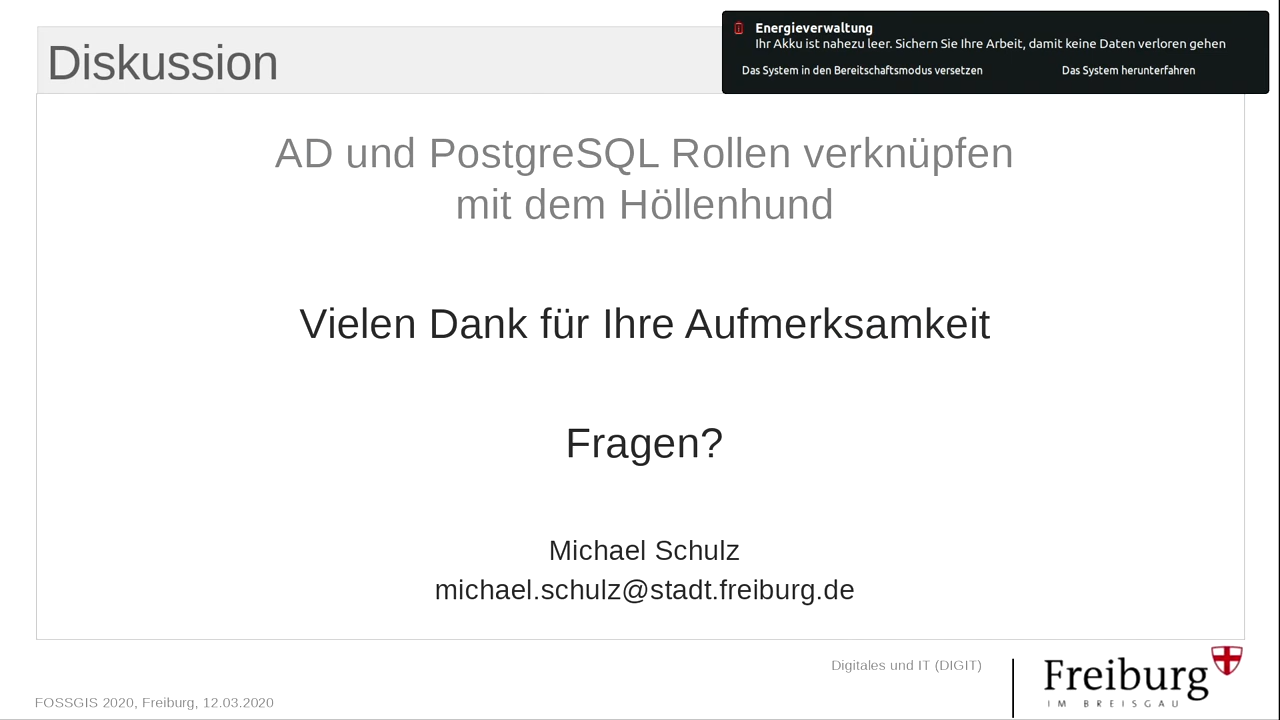 Diskussion
Energieverwaltung
Ihr Akku ist nahezu leer. Sichern Sie Ihre Arbeit, damit keine Daten verloren gehen
Das System in den Bereitschaftsmodus versetzen
Das System herunterfahren
AD und PostgreSQL Rollen verknüpfen
mit dem Höllenhund
Vielen Dank für Ihre Aufmerksamkeit
Fragen?
Michael Schulz
michael.schulz@stadt.freiburg.de
Digitales und IT (DIGIT)
Freiburg
IM BREISGAU
FOSSGIS 2020, Freiburg, 12.03.2020